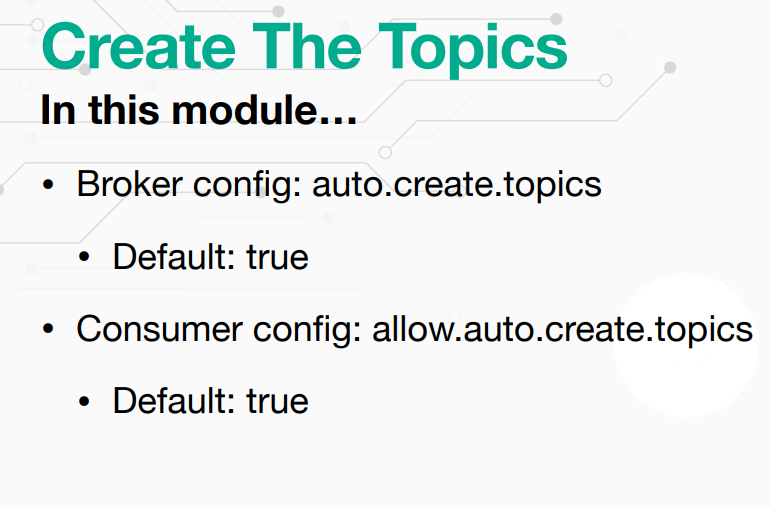 Create The Topics
In this module…
• Broker config: auto.create.topics
• Default: true
• Consumer config: allow.auto.create.topics
• Default: true